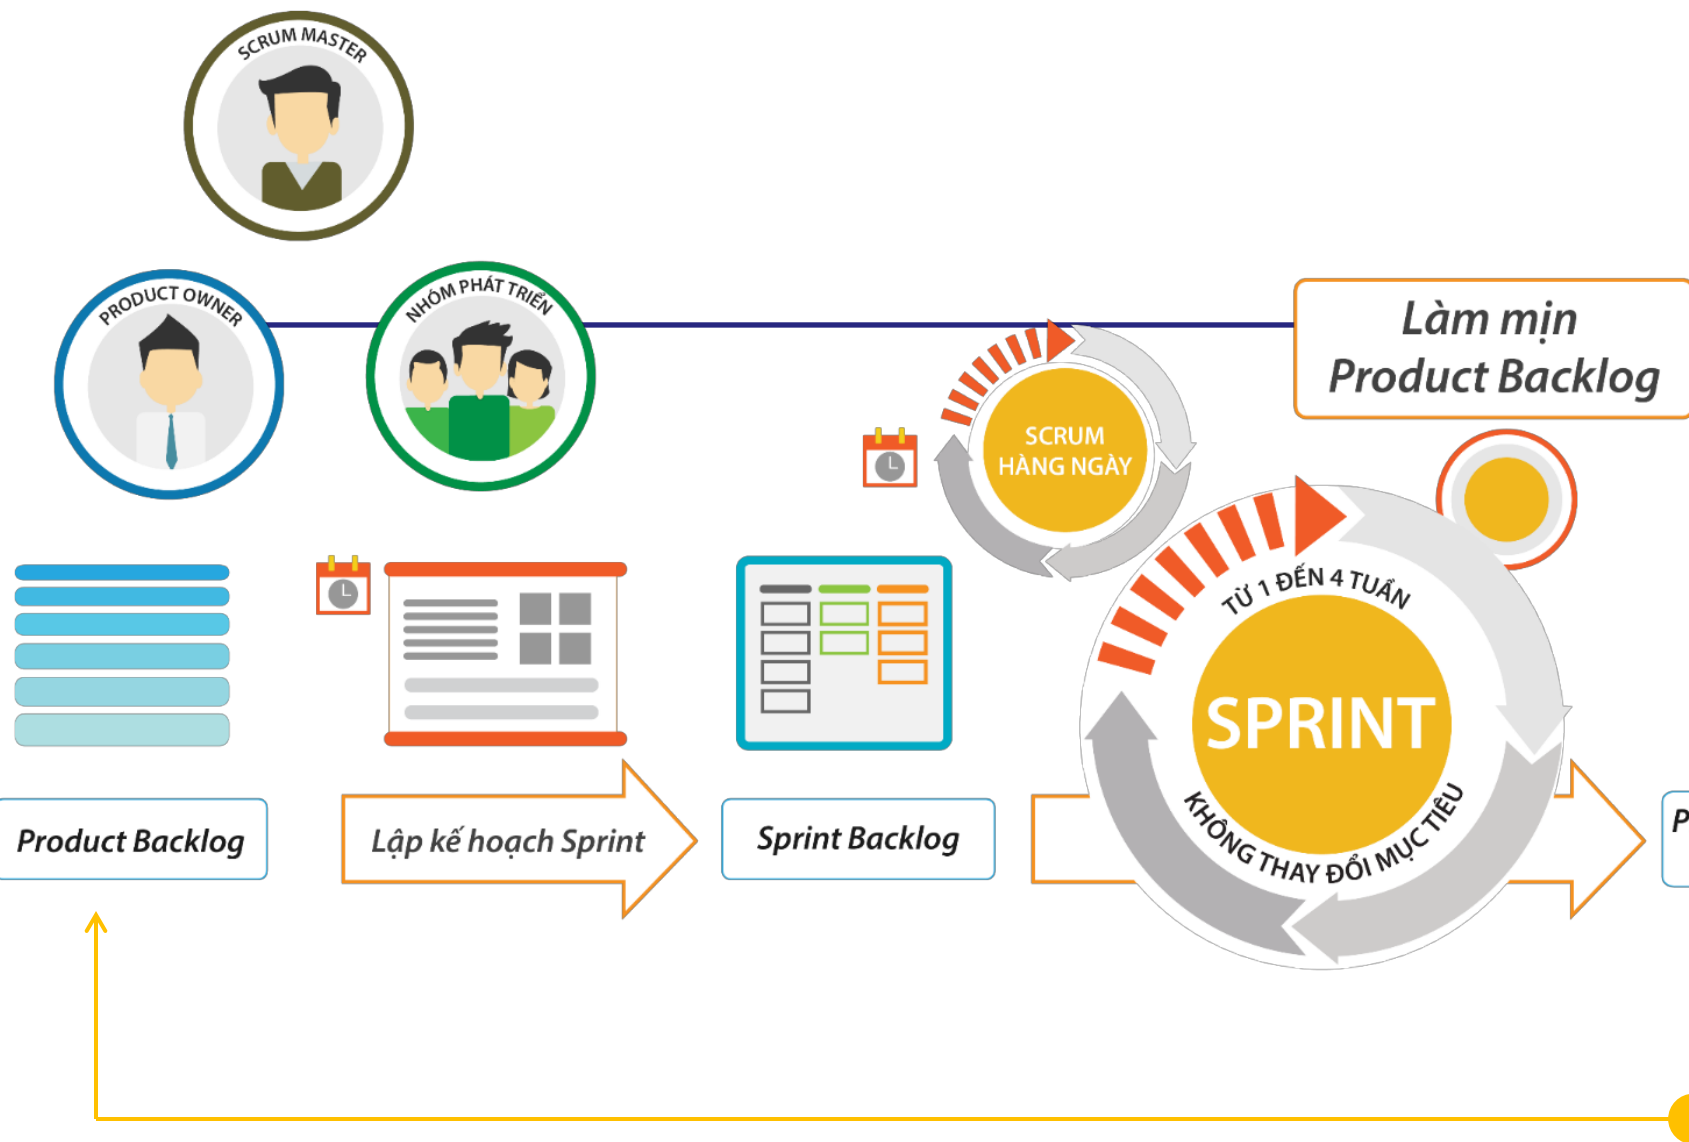 SCRUM MASTER
PRODUCT OWNER
NHÓM PHÁT TRIỂN
Làm mịn
Product Backlog
SCRUM
HÀNG NGÀY
TỪ 1 ĐẾN 4 TUẦN
SPRINT
KHÔNG THAY ĐỔI MỤC TIÊU
Product Backlog
Lập kế hoạch Sprint
Sprint Backlog
P